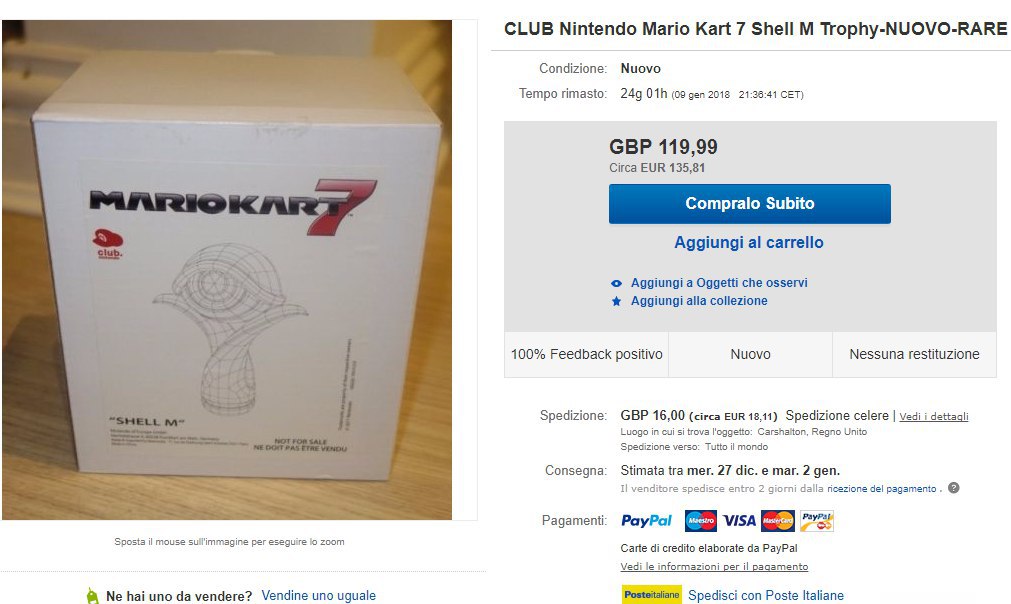 CLUB Nintendo Mario Kart 7 Shell M Trophy-NUOVO-RARE
Condizione: Nuovo
Tempo rimasto: 24g 01h (09 gen 2018 21:36:41 CET)
GBP 119,99
Circa EUR 135,81
Compralo Subito
Aggiungi al carrello
Aggiungi a Oggetti che osservi
Aggiungi alla collezione
100% Feedback positivo
Nuovo
Nessuna restituzione
Spedizione: GBP 16,00 (circa EUR 18,11) Spedizione celere | Vedi i dettagli
Luogo in cui si trova l'oggetto: Carshalton, Regno Unito
Spedizione verso: Tutto il mondo
Consegna: Stimata tra mer. 27 dic. e mar. 2 gen.
Il venditore spedisce entro 2 giorni dalla ricezione del pagamento . ?
Pagamenti: PayPal Maestro VISA MasterCard PayPal
Carte di credito elaborate da PayPal
Vedi le informazioni per il pagamento
Posteitaliane Spedisci con Poste Italiane
MARIOKART 7
TM
club.
nintendo
"SHELL M"
NOT FOR SALE
NE DOIT PAS ÊTRE VENDU
Sposta il mouse sull'immagine per eseguire lo zoom
Ne hai uno da vendere? Vendine uno uguale